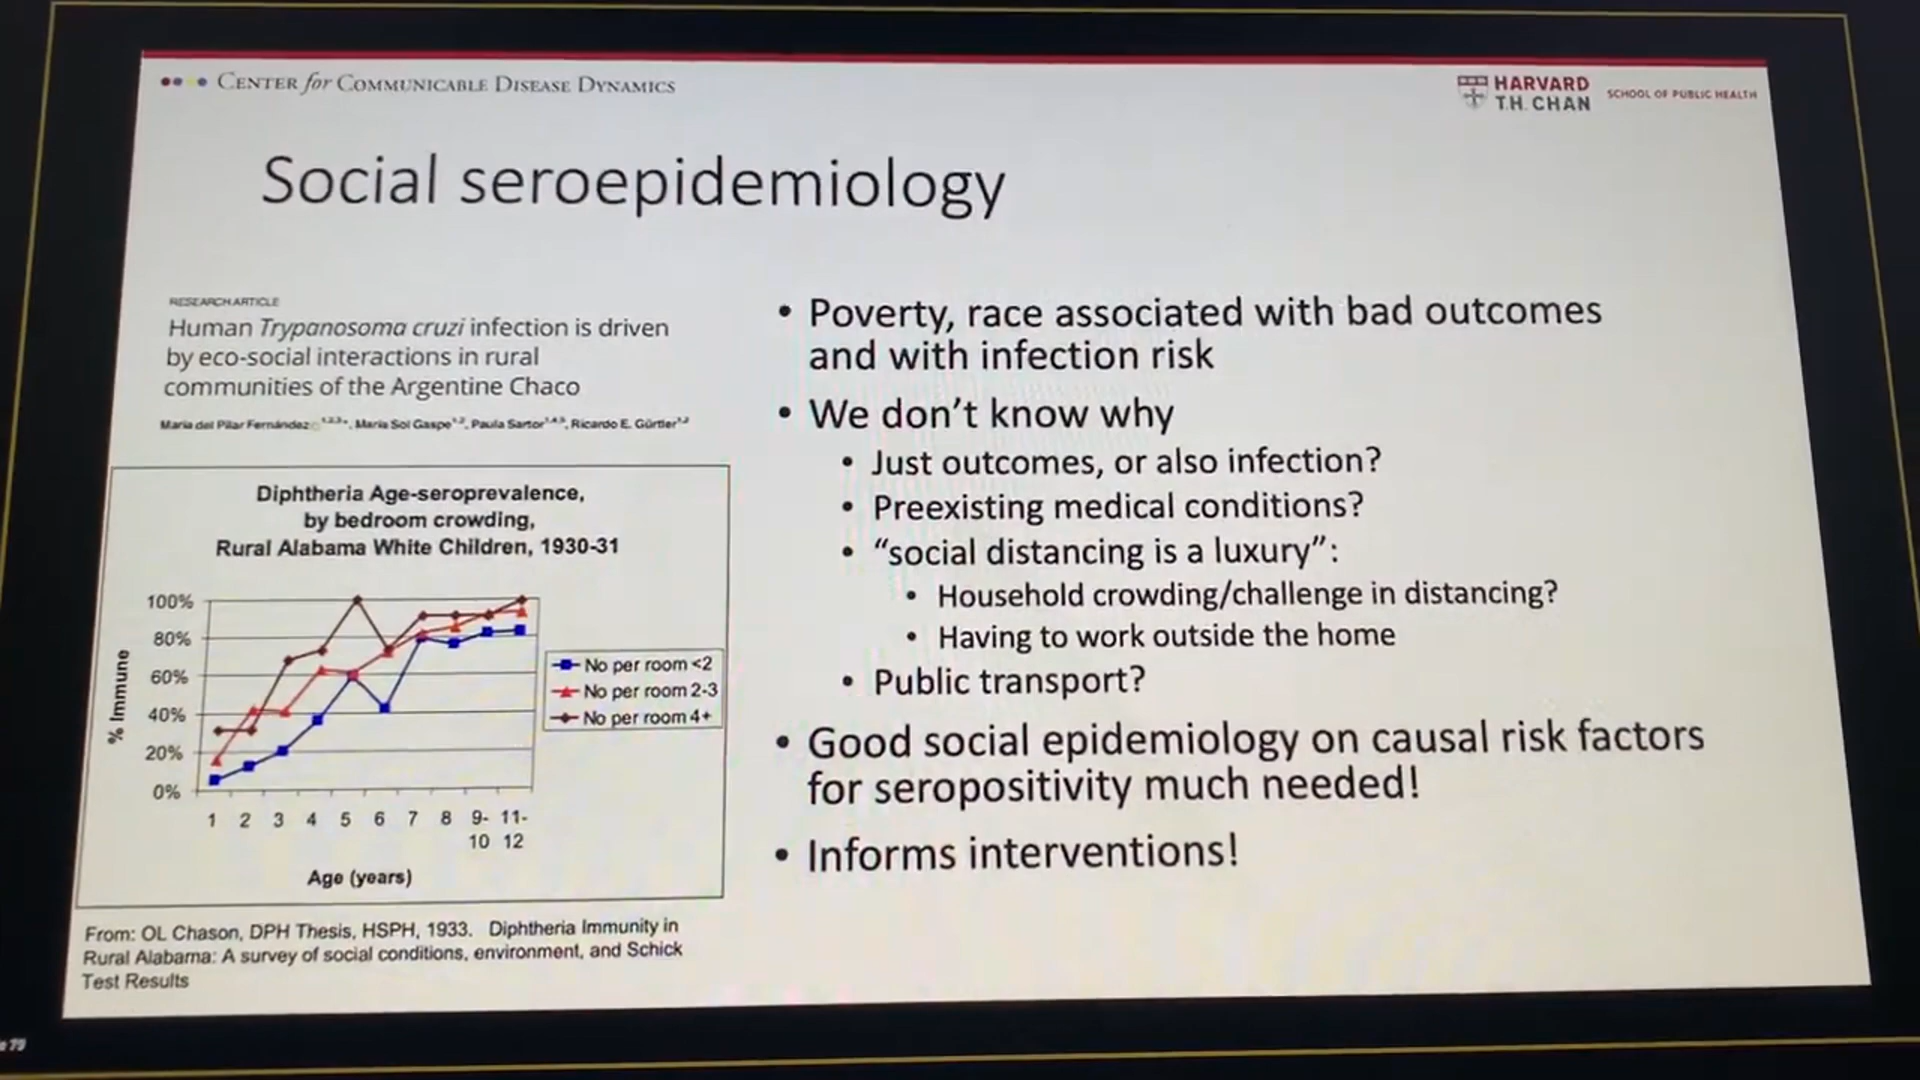 CENTER for COMMUNICABLE DISEASE DYNAMICS
HARVARD
T.H. CHAN
SCHOOL OF PUBLIC HEALTH
Social seroepidemiology
RESEARCH ARTICLE
Human Trypanosoma cruzi infection is driven
by eco-social interactions in rural
communities of the Argentine Chaco
María del Pilar Fernández, María Sol Gaspe, Paula Sartor, Ricardo E. Gürtler
Diphtheria Age-seroprevalence,
by bedroom crowding,
Rural Alabama White Children, 1930-31
100%
80%
60%
40%
20%
0%
% Immune
1 2 3 4 5 6 7 8 9- 11-
10 12
Age (years)
No per room <2
No per room 2-3
No per room 4+
From: OL Chason, DPH Thesis, HSPH, 1933. Diphtheria Immunity in
Rural Alabama: A survey of social conditions, environment, and Schick
Test Results
• Poverty, race associated with bad outcomes
and with infection risk
• We don't know why
• Just outcomes, or also infection?
• Preexisting medical conditions?
• "social distancing is a luxury":
• Household crowding/challenge in distancing?
• Having to work outside the home
• Public transport?
• Good social epidemiology on causal risk factors
for seropositivity much needed!
• Informs interventions!